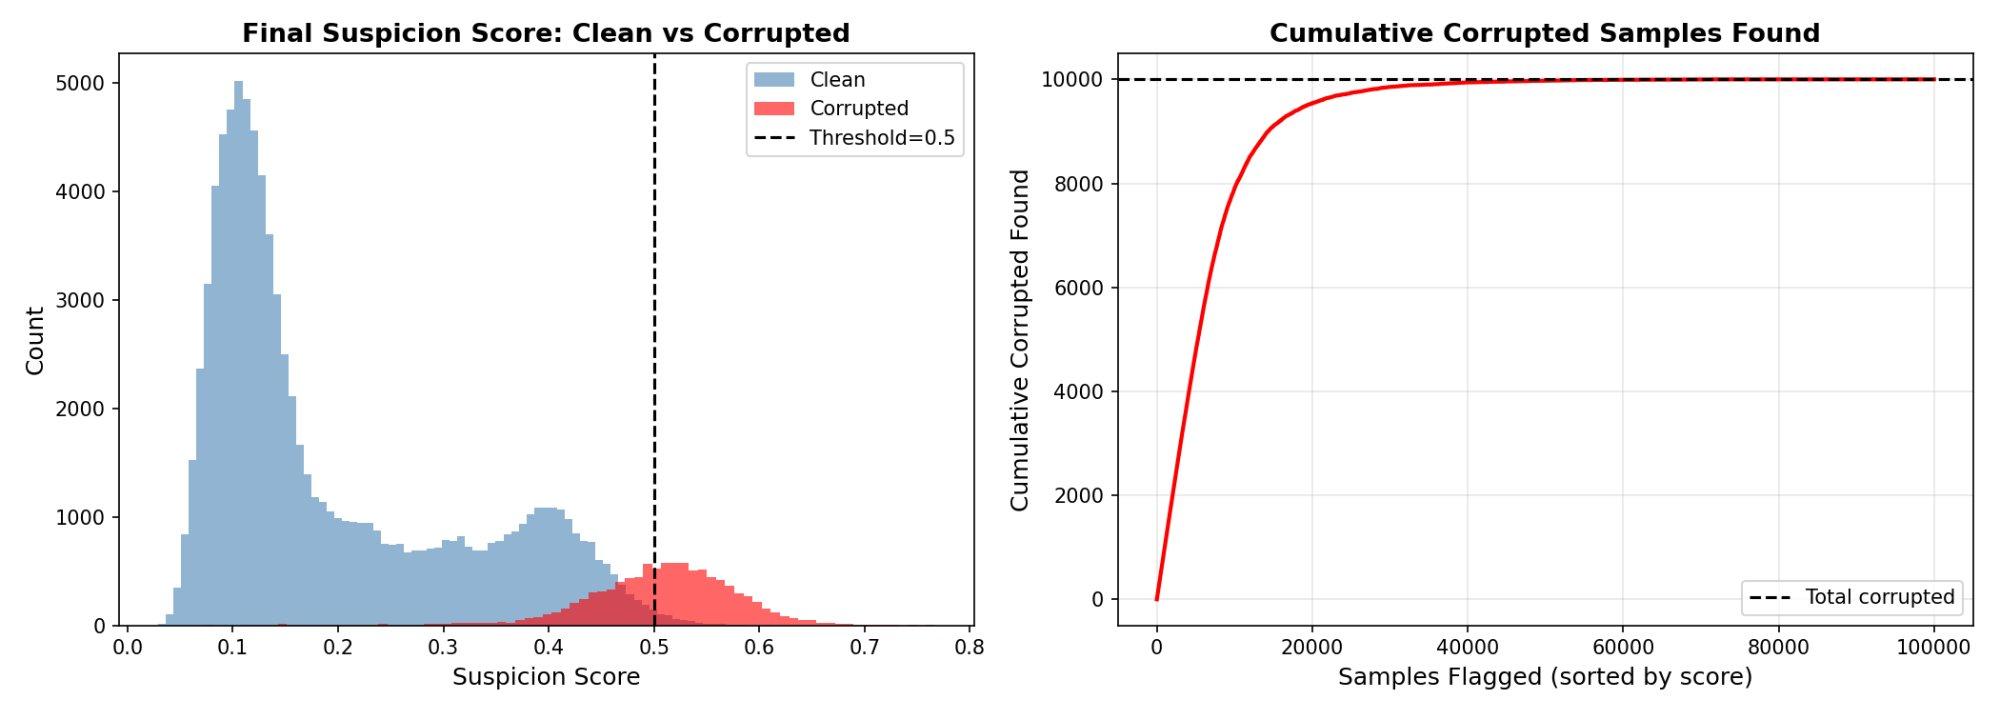 Final Suspicion Score: Clean vs Corrupted
5000
4000
3000
2000
1000
0
Count
Clean
Corrupted
Threshold=0.5
0.0 0.1 0.2 0.3 0.4 0.5 0.6 0.7 0.8
Suspicion Score
Cumulative Corrupted Samples Found
10000
8000
6000
4000
2000
0
Cumulative Corrupted Found
Total corrupted
0 20000 40000 60000 80000 100000
Samples Flagged (sorted by score)